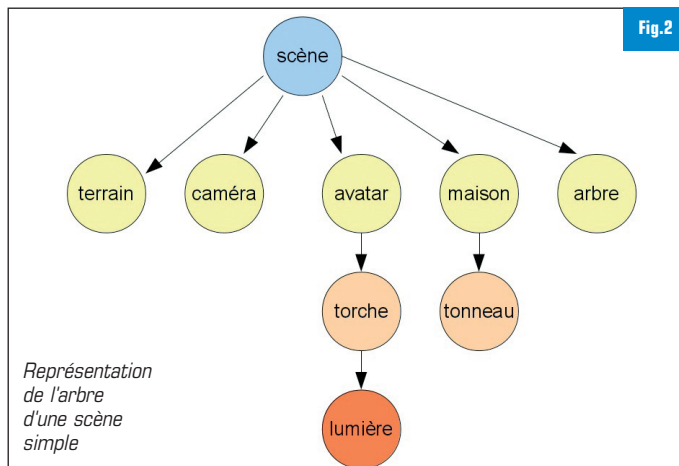 Fig.2
scène
terrain
caméra
avatar
maison
arbre
torche
tonneau
Représentation
de l'arbre
d'une scène
simple
lumière